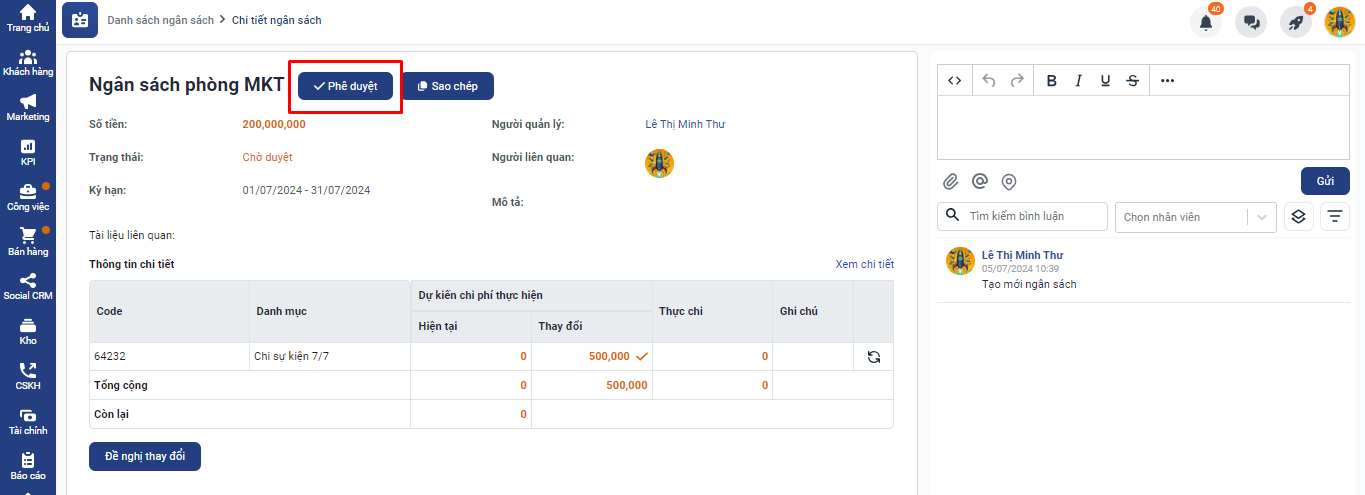 Trang chủ
Khách hàng
Marketing
KPI
Công việc
Bán hàng
Social CRM
Kho
CSKH
Tài chính
Báo cáo
Danh sách ngân sách > Chi tiết ngân sách
40
4
Ngân sách phòng MKT
Phê duyệt
Sao chép
Số tiền: 200,000,000
Người quản lý: Lê Thị Minh Thư
Trạng thái: Chờ duyệt
Người liên quan:
Kỳ hạn: 01/07/2024 - 31/07/2024
Mô tả:
Tài liệu liên quan:
Thông tin chi tiết
Xem chi tiết
Code Danh mục Dự kiến chi phí thực hiện Thực chi Ghi chú
Hiện tại Thay đổi
64232 Chi sự kiện 7/7 0 500,000 0
Tổng cộng 0 500,000 0
Còn lại 0
Đề nghị thay đổi
B I U S
Gửi
Tìm kiếm bình luận
Chọn nhân viên
Lê Thị Minh Thư
05/07/2024 10:39
Tạo mới ngân sách